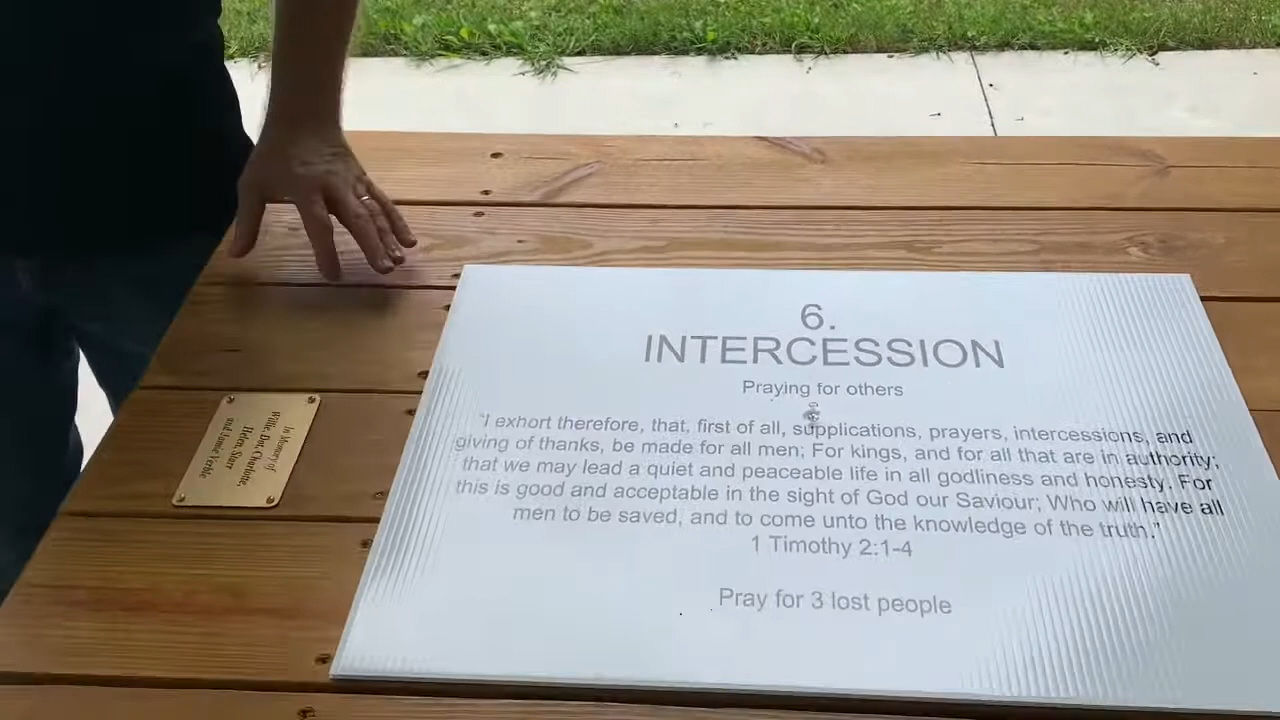 6.
INTERCESSION
Praying for others
"I exhort therefore, that, first of all, supplications, prayers, intercessions, and
giving of thanks, be made for all men; For kings, and for all that are in authority;
that we may lead a quiet and peaceable life in all godliness and honesty. For
this is good and acceptable in the sight of God our Saviour; Who will have all
men to be saved, and to come unto the knowledge of the truth."
1 Timothy 2:1-4
Pray for 3 lost people
In Memory of
Willie, Dot, Charlotte,
Helen Starr
and Jamie Verble